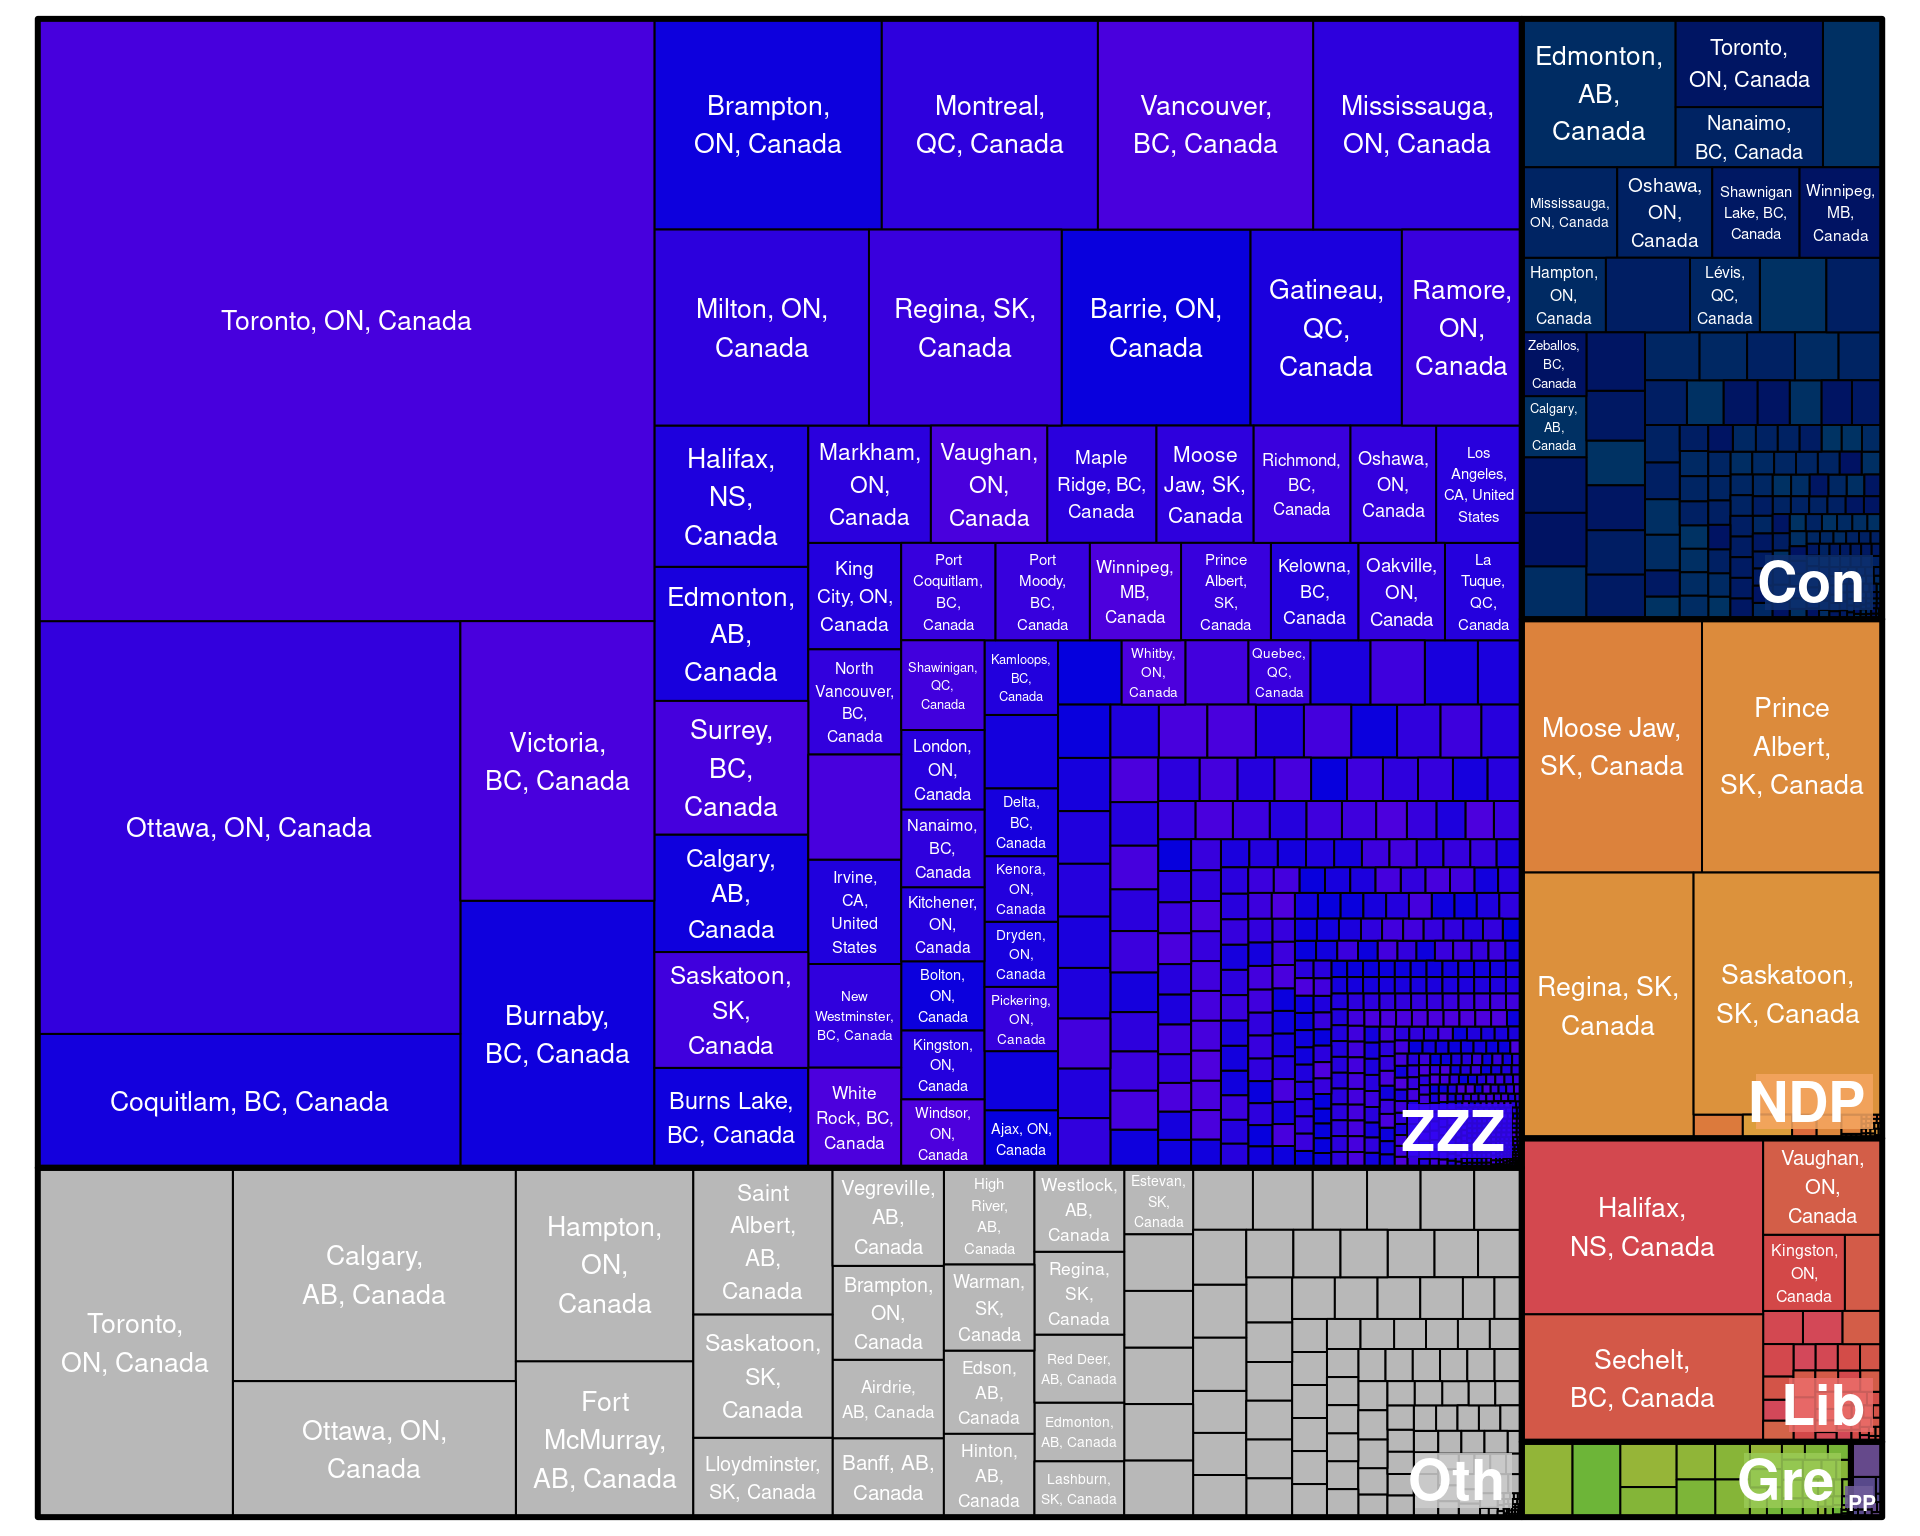 Toronto, ON, Canada
Ottawa, ON, Canada
Coquitlam, BC, Canada
Victoria,
BC, Canada
Burnaby,
BC, Canada
Brampton,
ON, Canada
Montreal,
QC, Canada
Vancouver,
BC, Canada
Mississauga,
ON, Canada
Milton, ON,
Canada
Regina, SK,
Canada
Barrie, ON,
Canada
Gatineau,
QC,
Canada
Ramore,
ON,
Canada
Halifax,
NS,
Canada
Edmonton,
AB,
Canada
Surrey,
BC,
Canada
Calgary,
AB,
Canada
Saskatoon,
SK,
Canada
Burns Lake,
BC, Canada
Markham,
ON,
Canada
Vaughan,
ON,
Canada
Maple
Ridge, BC,
Canada
Moose
Jaw, SK,
Canada
Richmond,
BC,
Canada
Oshawa,
ON,
Canada
Los
Angeles,
CA, United
States
King
City, ON,
Canada
North
Vancouver,
BC,
Canada
Irvine,
CA,
United
States
New
Westminster,
BC, Canada
White
Rock, BC,
Canada
Port
Coquitlam,
BC,
Canada
Port
Moody,
BC,
Canada
Winnipeg,
MB,
Canada
Prince
Albert,
SK,
Canada
Kelowna,
BC,
Canada
Oakville,
ON,
Canada
La
Tuque,
QC,
Canada
Shawinigan,
QC,
Canada
London,
ON,
Canada
Nanaimo,
BC,
Canada
Kitchener,
ON,
Canada
Bolton,
ON,
Canada
Kingston,
ON,
Canada
Windsor,
ON,
Canada
Kamloops,
BC,
Canada
Delta,
BC,
Canada
Kenora,
ON,
Canada
Dryden,
ON,
Canada
Pickering,
ON,
Canada
Ajax, ON,
Canada
Whitby,
ON,
Canada
Quebec,
QC,
Canada
ZZZ
Toronto,
ON, Canada
Calgary,
AB, Canada
Ottawa, ON,
Canada
Hampton,
ON,
Canada
Fort
McMurray,
AB, Canada
Saint
Albert,
AB,
Canada
Saskatoon,
SK,
Canada
Lloydminster,
SK, Canada
Vegreville,
AB,
Canada
Brampton,
ON,
Canada
Airdrie,
AB, Canada
Banff, AB,
Canada
High
River,
AB,
Canada
Warman,
SK,
Canada
Edson,
AB,
Canada
Hinton,
AB,
Canada
Westlock,
AB,
Canada
Regina,
SK,
Canada
Red Deer,
AB, Canada
Edmonton,
AB, Canada
Lashburn,
SK, Canada
Estevan,
SK,
Canada
Oth
Edmonton,
AB,
Canada
Toronto,
ON, Canada
Nanaimo,
BC, Canada
Mississauga,
ON, Canada
Oshawa,
ON,
Canada
Shawnigan
Lake, BC,
Canada
Winnipeg,
MB,
Canada
Hampton,
ON,
Canada
Lévis,
QC,
Canada
Zeballos,
BC,
Canada
Calgary,
AB,
Canada
Con
Moose Jaw,
SK, Canada
Prince
Albert,
SK, Canada
Regina, SK,
Canada
Saskatoon,
SK, Canada
NDP
Halifax,
NS, Canada
Sechelt,
BC, Canada
Vaughan,
ON,
Canada
Kingston,
ON,
Canada
Lib
Gre
PP